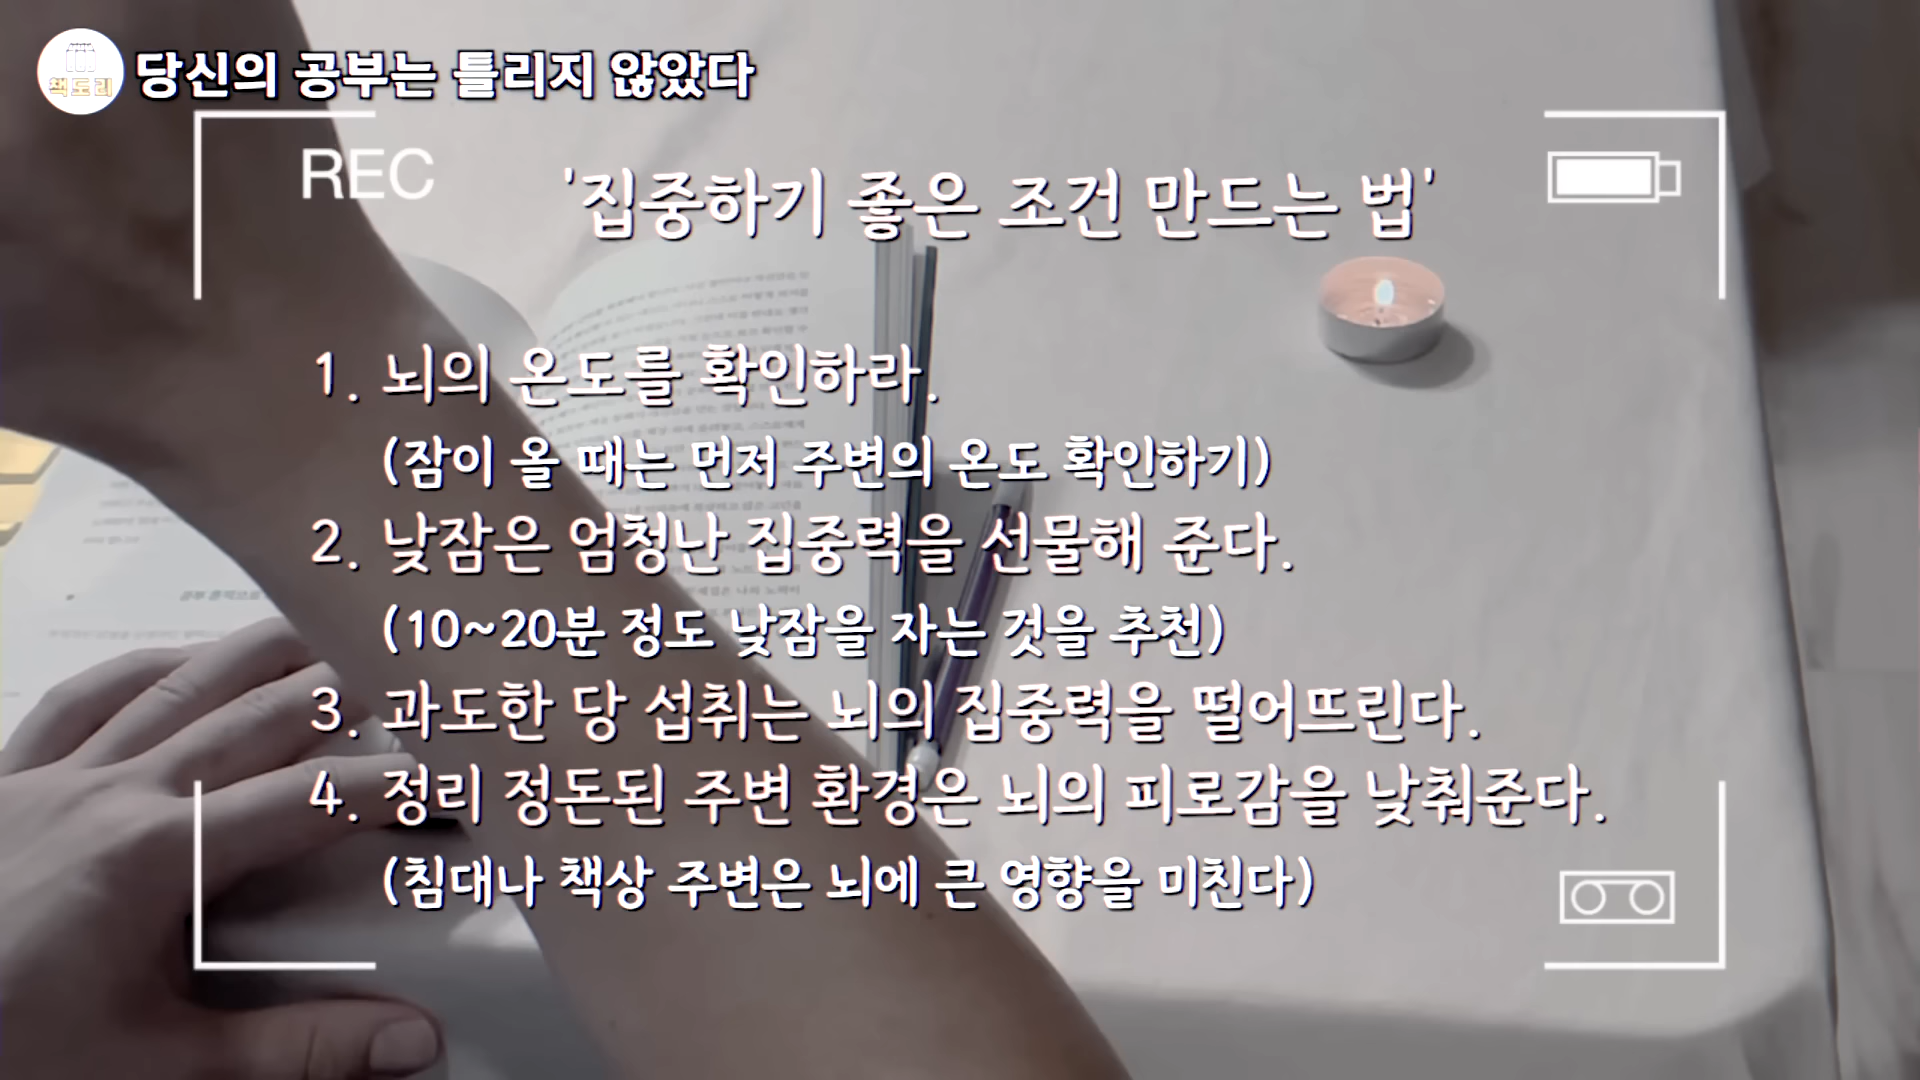 책도리
당신의 공부는 틀리지 않았다
REC
'집중하기 좋은 조건 만드는 법'
1. 뇌의 온도를 확인하라.
(잠이 올 때는 먼저 주변의 온도 확인하기)
2. 낮잠은 엄청난 집중력을 선물해 준다.
(10~20분 정도 낮잠을 자는 것을 추천)
3. 과도한 당 섭취는 뇌의 집중력을 떨어뜨린다.
4. 정리 정돈된 주변 환경은 뇌의 피로감을 낮춰준다.
(침대나 책상 주변은 뇌에 큰 영향을 미친다)